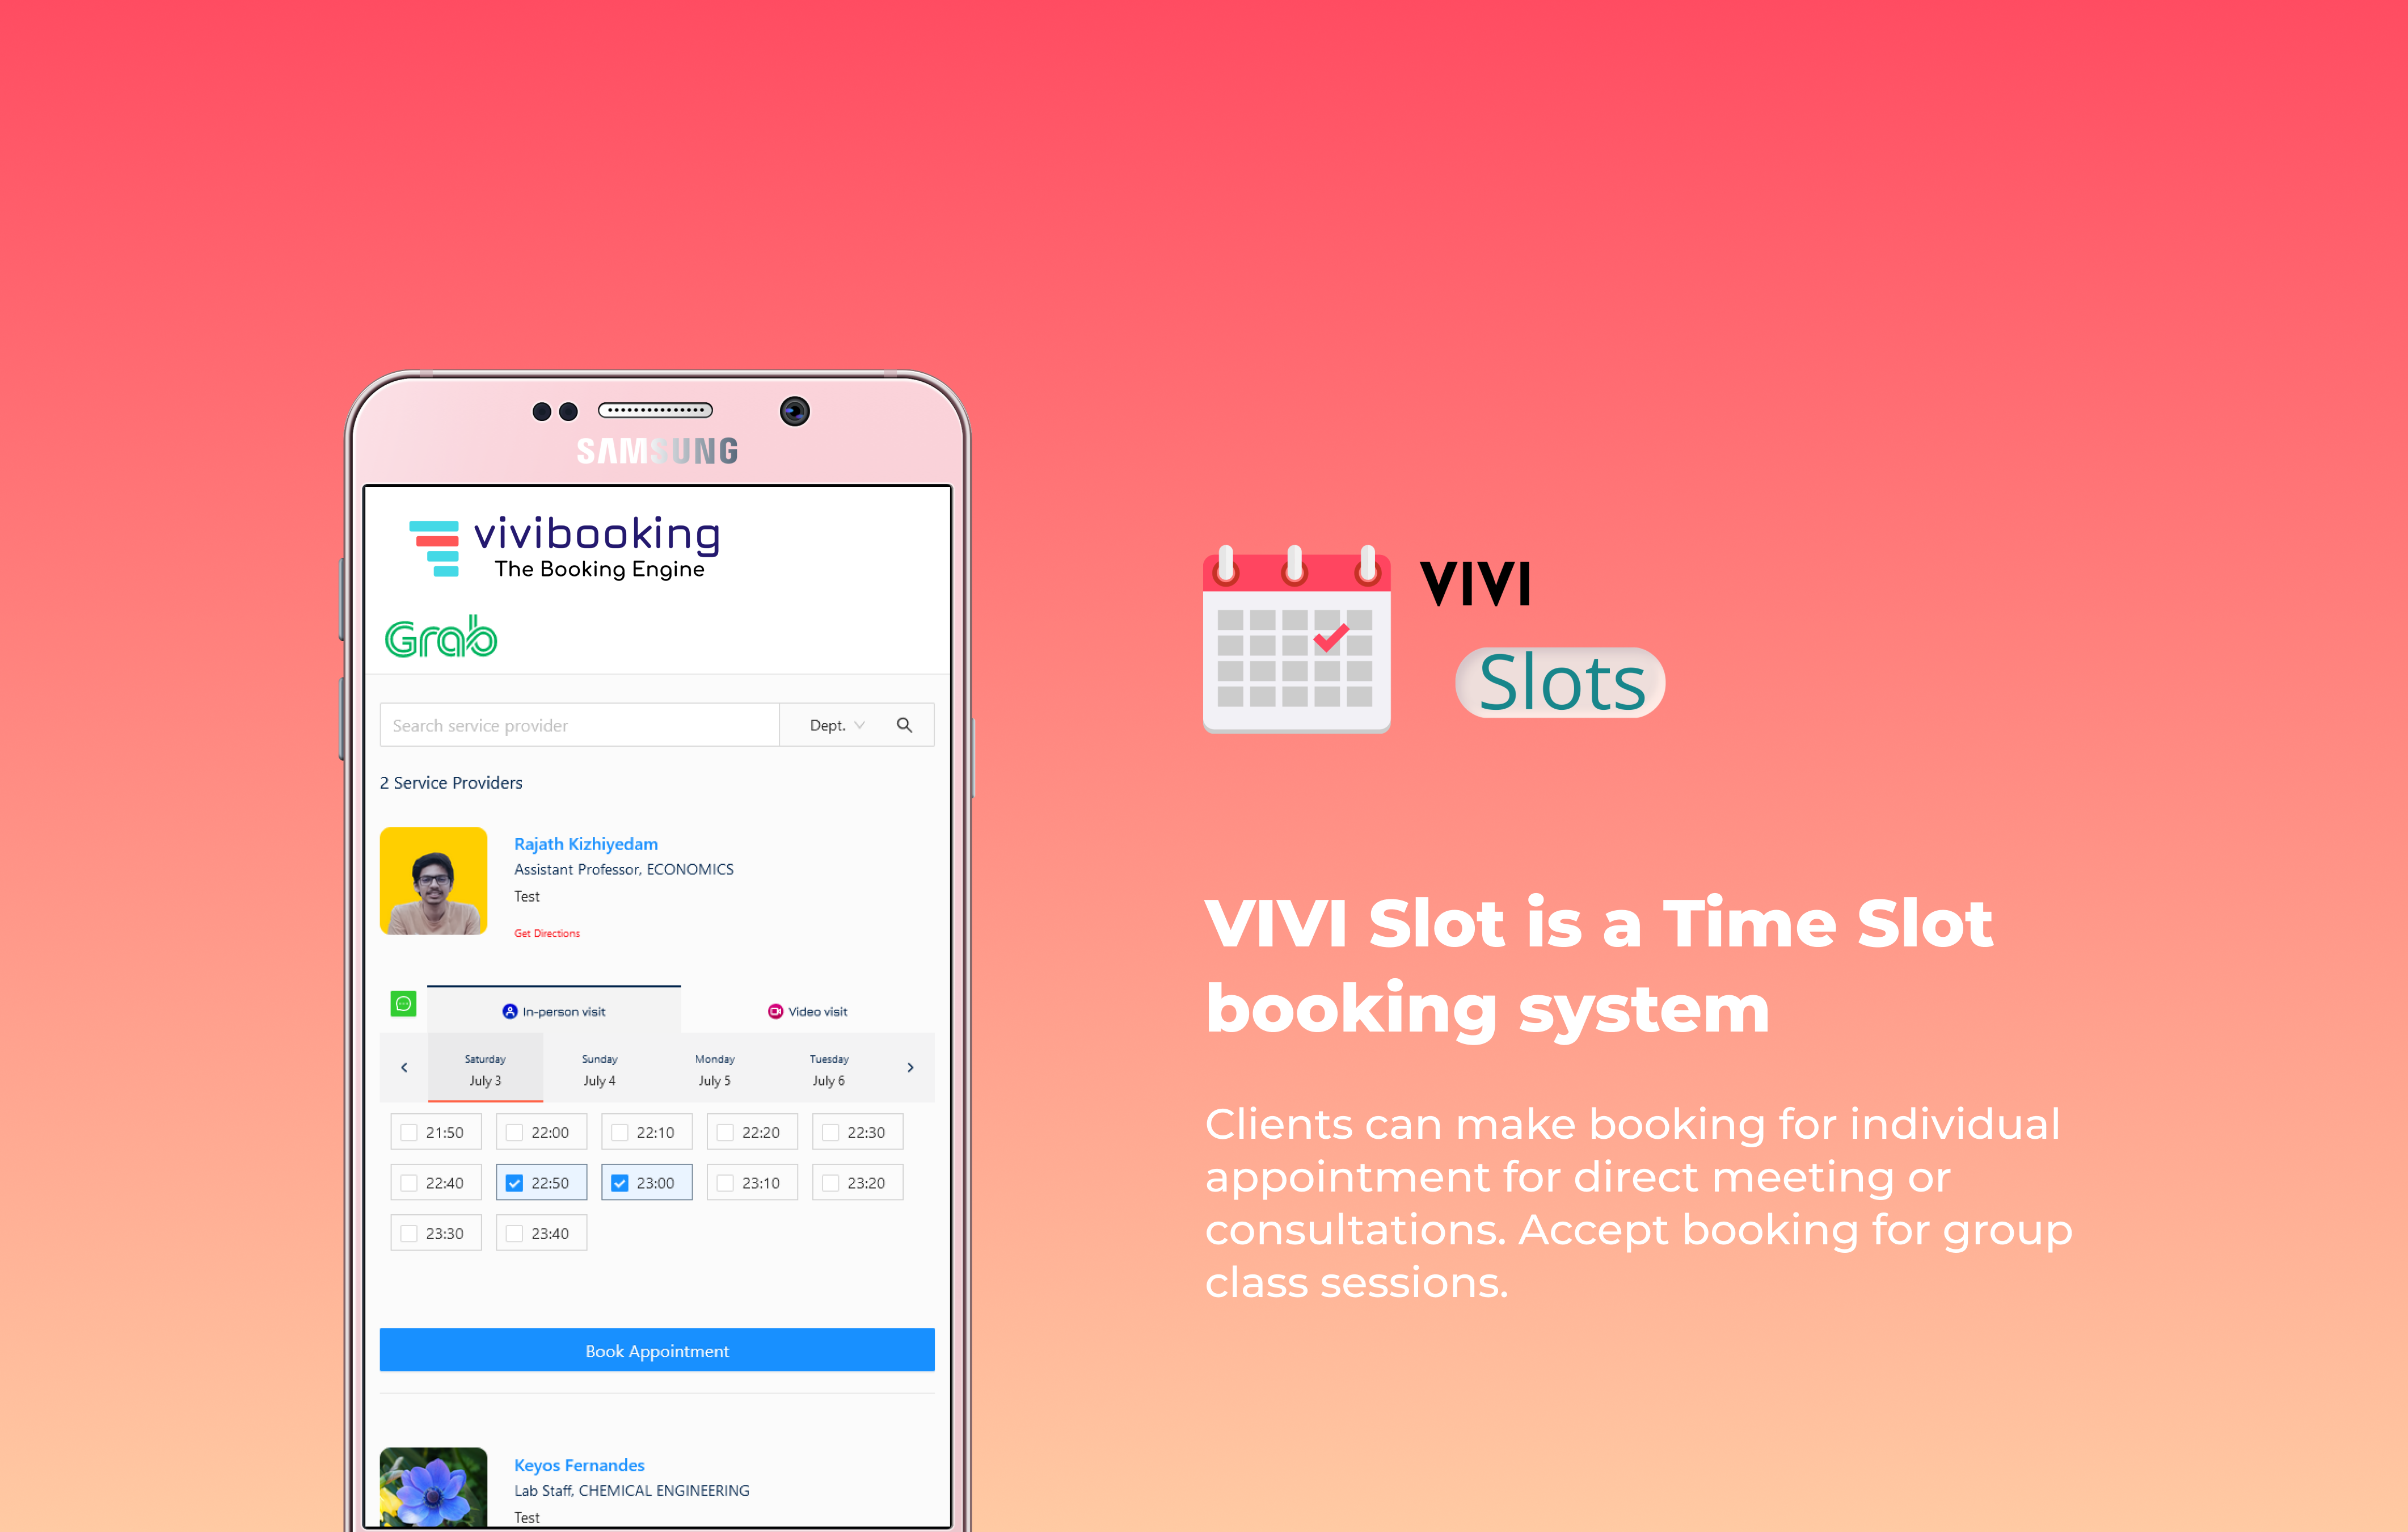 SAMSUNG
vivibooking
The Booking Engine
Grab
Search service provider
Dept.
2 Service Providers
Rajath Kizhiyedam
Assistant Professor, ECONOMICS
Test
Get Directions
In-person visit
Video visit
Saturday
July 3
Sunday
July 4
Monday
July 5
Tuesday
July 6
21:50 22:00 22:10 22:20 22:30
22:40 22:50 23:00 23:10 23:20
23:30 23:40
Book Appointment
Keyos Fernandes
Lab Staff, CHEMICAL ENGINEERING
Test
VIVI
Slots
VIVI Slot is a Time Slot
booking system
Clients can make booking for individual
appointment for direct meeting or
consultations. Accept booking for group
class sessions.